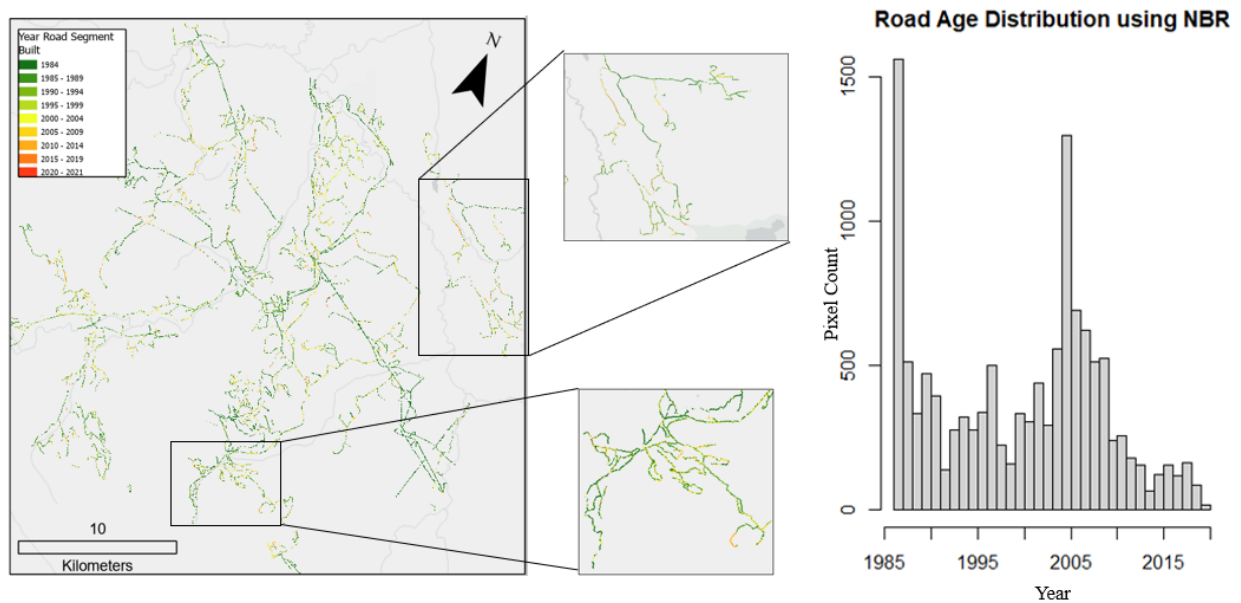 Year Road Segment
Built
1984
1985 - 1989
1990 - 1994
1995 - 1999
2000 - 2004
2005 - 2009
2010 - 2014
2015 - 2019
2020 - 2021
N
10
Kilometers
Road Age Distribution using NBR
Pixel Count
1500
1000
500
0
1985
1995
2005
2015
Year